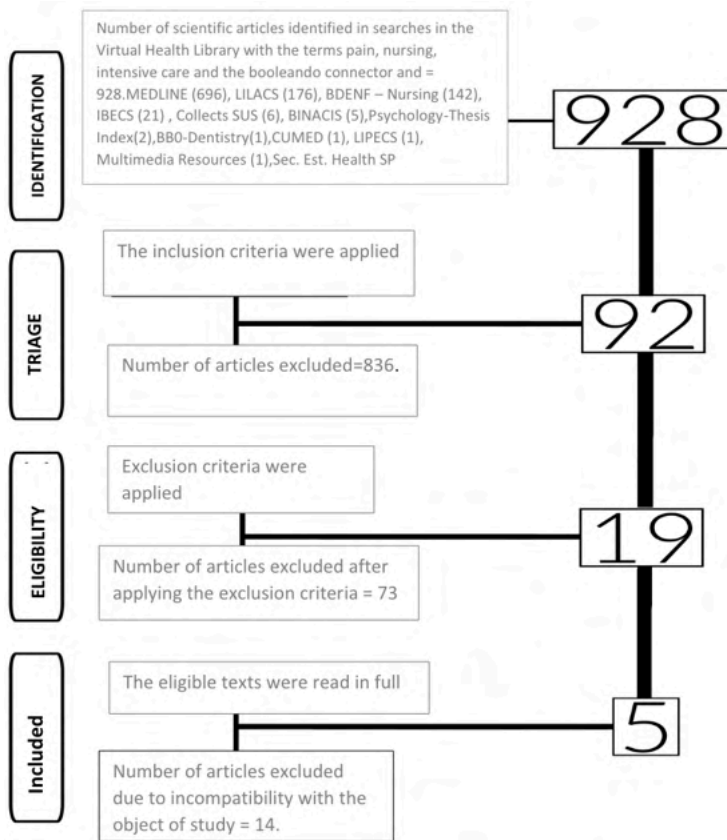 IDENTIFICATION
Number of scientific articles identified in searches in the
Virtual Health Library with the terms pain, nursing,
intensive care and the booleando connector and =
928.MEDLINE (696), LILACS (176), BDENF – Nursing (142),
IBECS (21) , Collects SUS (6), BINACIS (5),Psychology-Thesis
Index(2),BB0-Dentistry(1),CUMED (1), LIPECS (1),
Multimedia Resources (1),Sec. Est. Health SP
928
TRIAGE
The inclusion criteria were applied
92
Number of articles excluded=836.
ELIGIBILITY
Exclusion criteria were
applied
19
Number of articles excluded after
applying the exclusion criteria = 73
Included
The eligible texts were read in full
5
Number of articles excluded
due to incompatibility with the
object of study = 14.